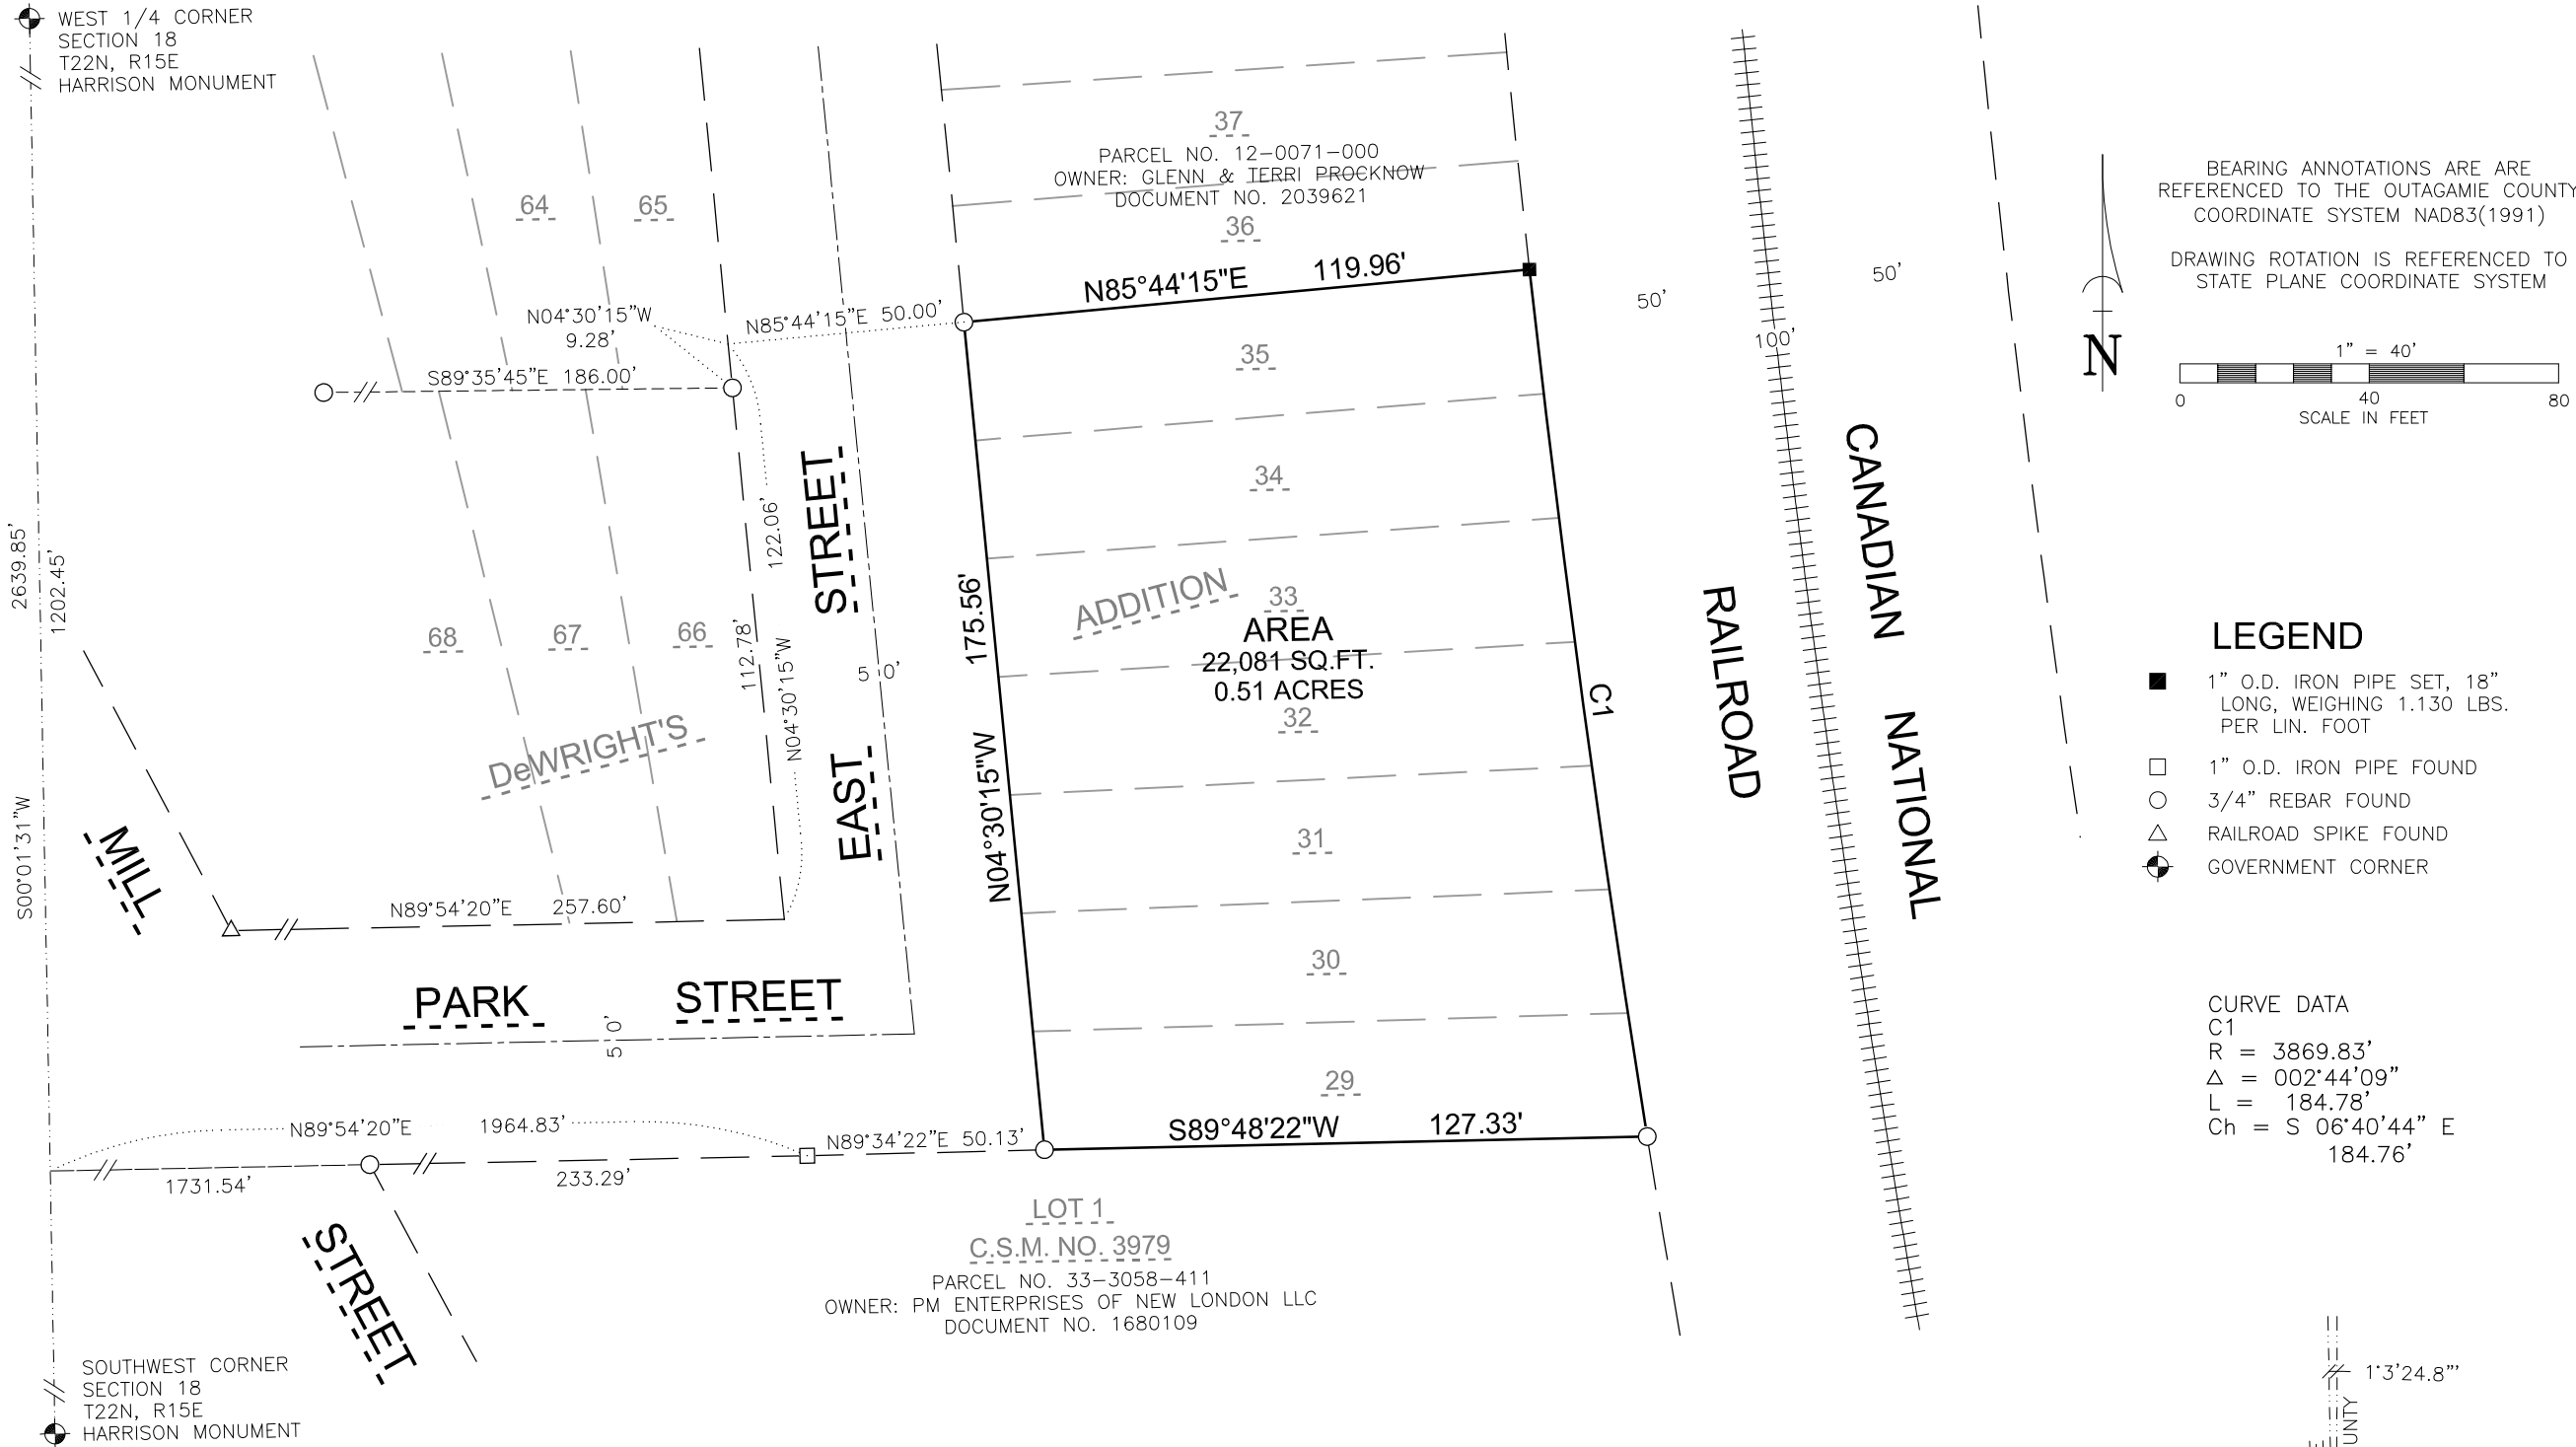 WEST 1/4 CORNER
SECTION 18
T22N, R15E
HARRISON MONUMENT
37
PARCEL NO. 12-0071-000
OWNER: GLENN & TERRI PROCKNOW
DOCUMENT NO. 2039621
36
64
65
BEARING ANNOTATIONS ARE ARE
REFERENCED TO THE OUTAGAMIE COUNTY
COORDINATE SYSTEM NAD83(1991)
DRAWING ROTATION IS REFERENCED TO
STATE PLANE COORDINATE SYSTEM
N
1" = 40'
0 40 80
SCALE IN FEET
N85°44'15"E 119.96'
N04°30'15"W
9.28'
N85°44'15"E 50.00'
S89°35'45"E 186.00'
50'
50'
100'
35
34
33
ADDITION
AREA
22,081 SQ.FT.
0.51 ACRES
32
31
30
29
2639.85'
1202.45'
S00°01'31"W
122.06'
112.78'
N04°30'15"W
STREET
EAST
50'
175.56'
N04°30'15"W
C1
RAILROAD
CANADIAN
NATIONAL
68
67
66
DeWRIGHT'S
MILL
N89°54'20"E 257.60'
PARK STREET
50'
N89°54'20"E 1964.83'
N89°34'22"E 50.13'
S89°48'22"W 127.33'
1731.54'
233.29'
STREET
LOT 1
C.S.M. NO. 3979
PARCEL NO. 33-3058-411
OWNER: PM ENTERPRISES OF NEW LONDON LLC
DOCUMENT NO. 1680109
SOUTHWEST CORNER
SECTION 18
T22N, R15E
HARRISON MONUMENT
LEGEND
1" O.D. IRON PIPE SET, 18"
LONG, WEIGHING 1.130 LBS.
PER LIN. FOOT
1" O.D. IRON PIPE FOUND
3/4" REBAR FOUND
RAILROAD SPIKE FOUND
GOVERNMENT CORNER
CURVE DATA
C1
R = 3869.83'
△ = 002°44'09"
L = 184.78'
Ch = S 06°40'44" E
184.76'
1°3'24.8"'
UNTY